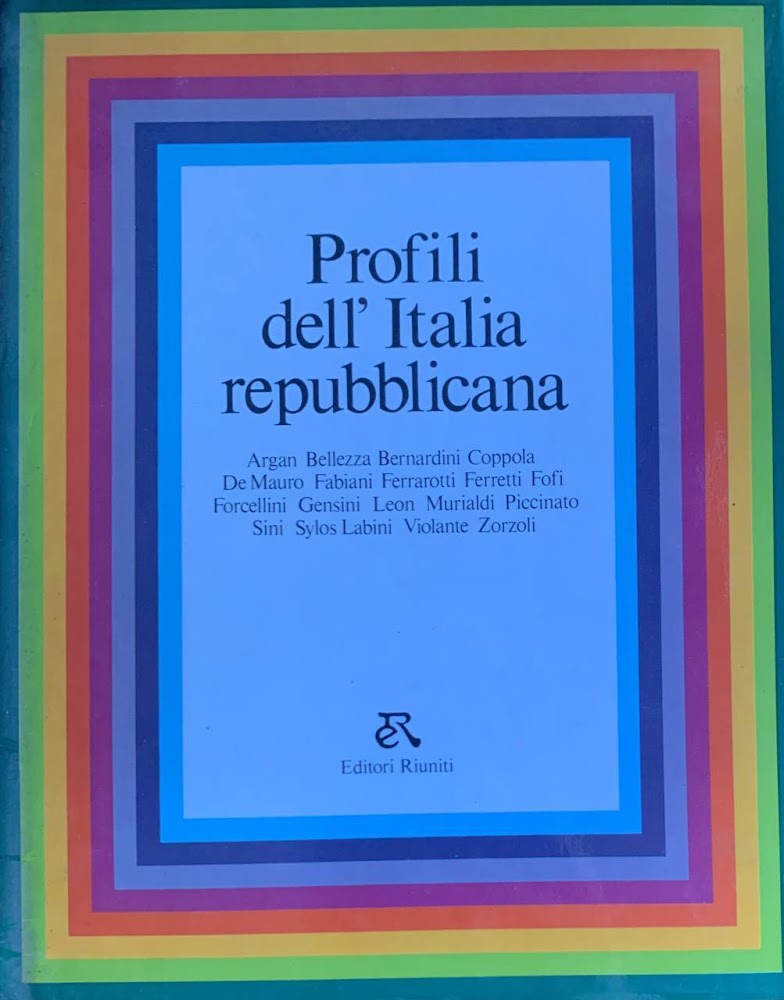 Profili
dell' Italia
repubblicana
Argan Bellezza Bernardini Coppola
De Mauro Fabiani Ferrarotti Ferretti Fofi
Forcellini Gensini Leon Murialdi Piccinato
Sini Sylos Labini Violante Zorzoli
eR
Editori Riuniti